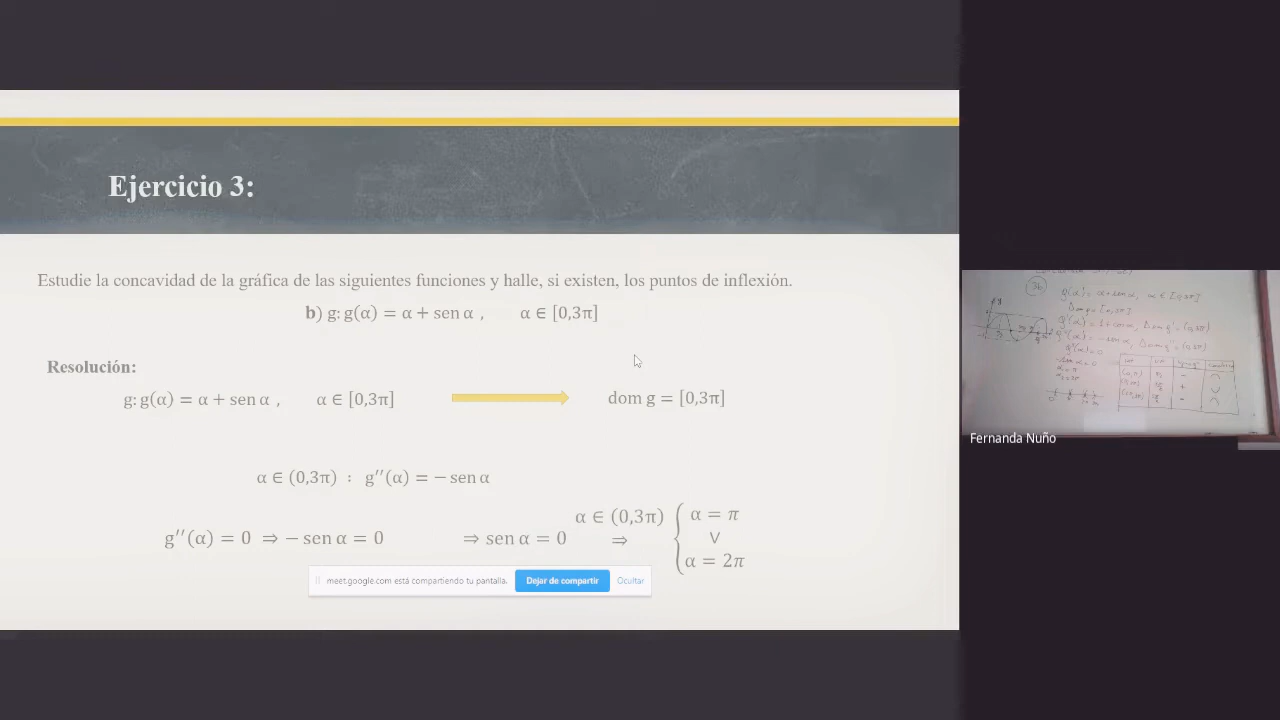 Ejercicio 3:
Estudie la concavidad de la gráfica de las siguientes funciones y halle, si existen, los puntos de inflexión.
b) g: g(α) = α + sen α , α ∈ [0,3π]
Resolución:
g: g(α) = α + sen α , α ∈ [0,3π] dom g = [0,3π]
α ∈ (0,3π) : g′′(α) = − sen α
g′′(α) = 0 ⇒ − sen α = 0 ⇒ sen α = 0 α ∈ (0,3π) ⇒ { α = π ∨ α = 2π
meet.google.com está compartiendo tu pantalla. Dejar de compartir Ocultar
Fernanda Nuño